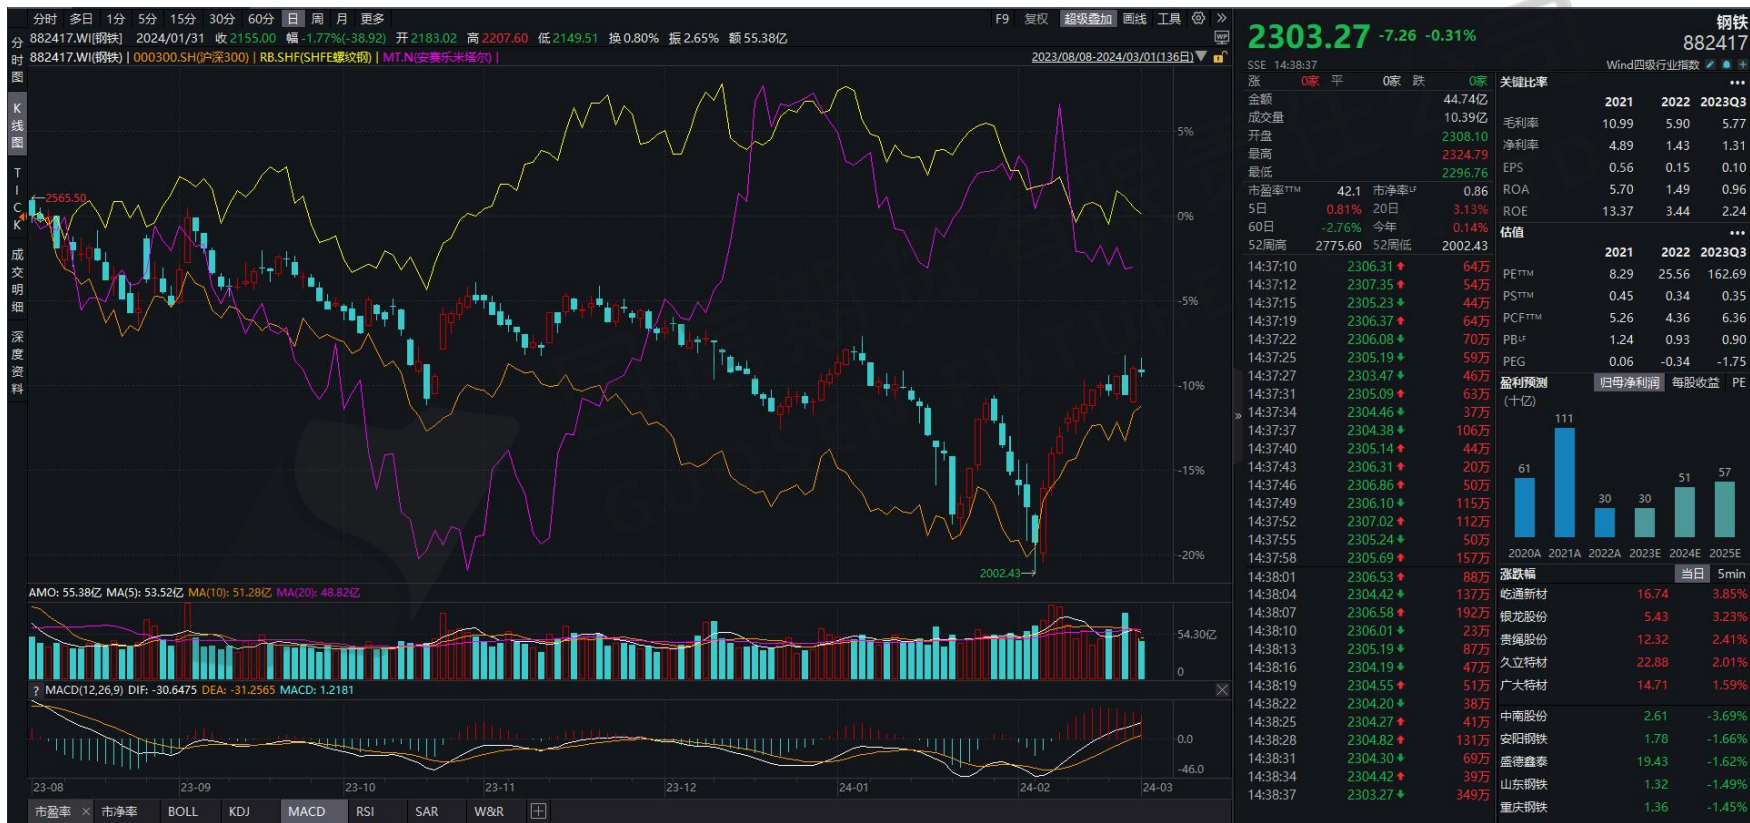 分时 多日 1分 5分 15分 30分 60分 日 周 月 更多 F9 复权 超级叠加 画线 工具
882417.WI[钢铁] 2024/01/31 收2155.00 幅-1.77%(-38.92) 开2183.02 高2207.60 低2149.51 换0.80% 振2.65% 额55.38亿
882417.WI(钢铁) | 000300.SH(沪深300) | RB.SHF(SHFE螺纹钢) | MT.N(安赛乐米塔尔) | 2023/08/08-2024/03/01(136日)
分时图
K线图
TICK
成交明细
深度资料
5%
0%
-5%
-10%
-15%
-20%
2565.50
2002.43
AMO: 55.38亿 MA(5): 53.52亿 MA(10): 51.28亿 MA(20): 48.82亿
54.30亿
0
? MACD(12,26,9) DIF: -30.6475 DEA: -31.2565 MACD: 1.2181
0.0
-46.0
23-08 23-09 23-10 23-11 23-12 24-01 24-02 24-03
市盈率 × 市净率 BOLL KDJ MACD RSI SAR W&R
2303.27 -7.26 -0.31% 钢铁
882417
SSE 14:38:37 Wind四级行业指数
涨 0家 平 0家 跌 0家
金额 44.74亿
成交量 10.39亿
开盘 2308.10
最高 2324.79
最低 2296.76
市盈率TTM 42.1 市净率LF 0.86
5日 0.81% 20日 3.13%
60日 -2.76% 今年 0.14%
52周高 2775.60 52周低 2002.43
14:37:10 2306.31 64万
14:37:12 2307.35 54万
14:37:15 2305.23 44万
14:37:19 2306.37 64万
14:37:22 2306.08 70万
14:37:25 2305.19 59万
14:37:27 2303.47 46万
14:37:31 2305.09 63万
14:37:34 2304.46 37万
14:37:37 2304.38 106万
14:37:40 2305.14 44万
14:37:43 2306.31 20万
14:37:46 2306.86 50万
14:37:49 2306.10 115万
14:37:52 2307.02 112万
14:37:55 2305.24 50万
14:37:58 2305.69 157万
14:38:01 2306.53 88万
14:38:04 2304.42 137万
14:38:07 2306.58 192万
14:38:10 2306.01 23万
14:38:13 2305.19 87万
14:38:16 2304.19 47万
14:38:19 2304.55 51万
14:38:22 2304.20 38万
14:38:25 2304.27 41万
14:38:28 2304.82 131万
14:38:31 2304.30 69万
14:38:34 2304.42 39万
14:38:37 2303.27 349万
关键比率
2021 2022 2023Q3
毛利率 10.99 5.90 5.77
净利率 4.89 1.43 1.31
EPS 0.56 0.15 0.10
ROA 5.70 1.49 0.96
ROE 13.37 3.44 2.24
估值
2021 2022 2023Q3
PETTM 8.29 25.56 162.69
PSTTM 0.45 0.34 0.35
PCFTTM 5.26 4.36 6.36
PBLF 1.24 0.93 0.90
PEG 0.06 -0.34 -1.75
盈利预测 归母净利润 每股收益 PE
(十亿)
61 111 30 30 51 57
2020A 2021A 2022A 2023E 2024E 2025E
涨跌幅 当日 5min
屹通新材 16.74 3.85%
银龙股份 5.43 3.23%
贵绳股份 12.32 2.41%
久立特材 22.88 2.01%
广大特材 14.71 1.59%
中南股份 2.61 -3.69%
安阳钢铁 1.78 -1.66%
盛德鑫泰 19.43 -1.62%
山东钢铁 1.32 -1.49%
重庆钢铁 1.36 -1.45%